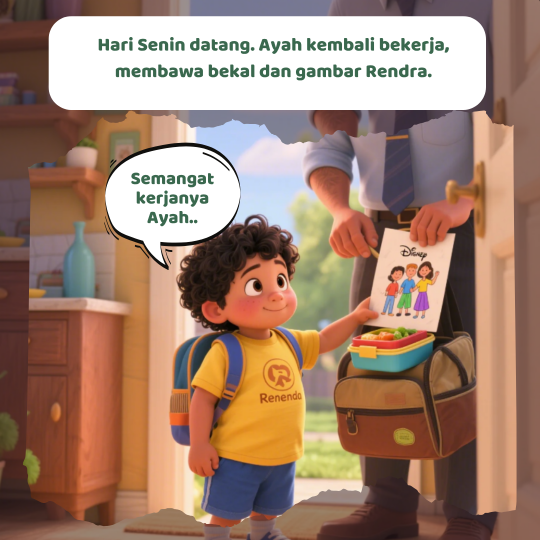 Hari Senin datang. Ayah kembali bekerja,
membawa bekal dan gambar Rendra.
Semangat
kerjanya
Ayah..
Disney
Renenda